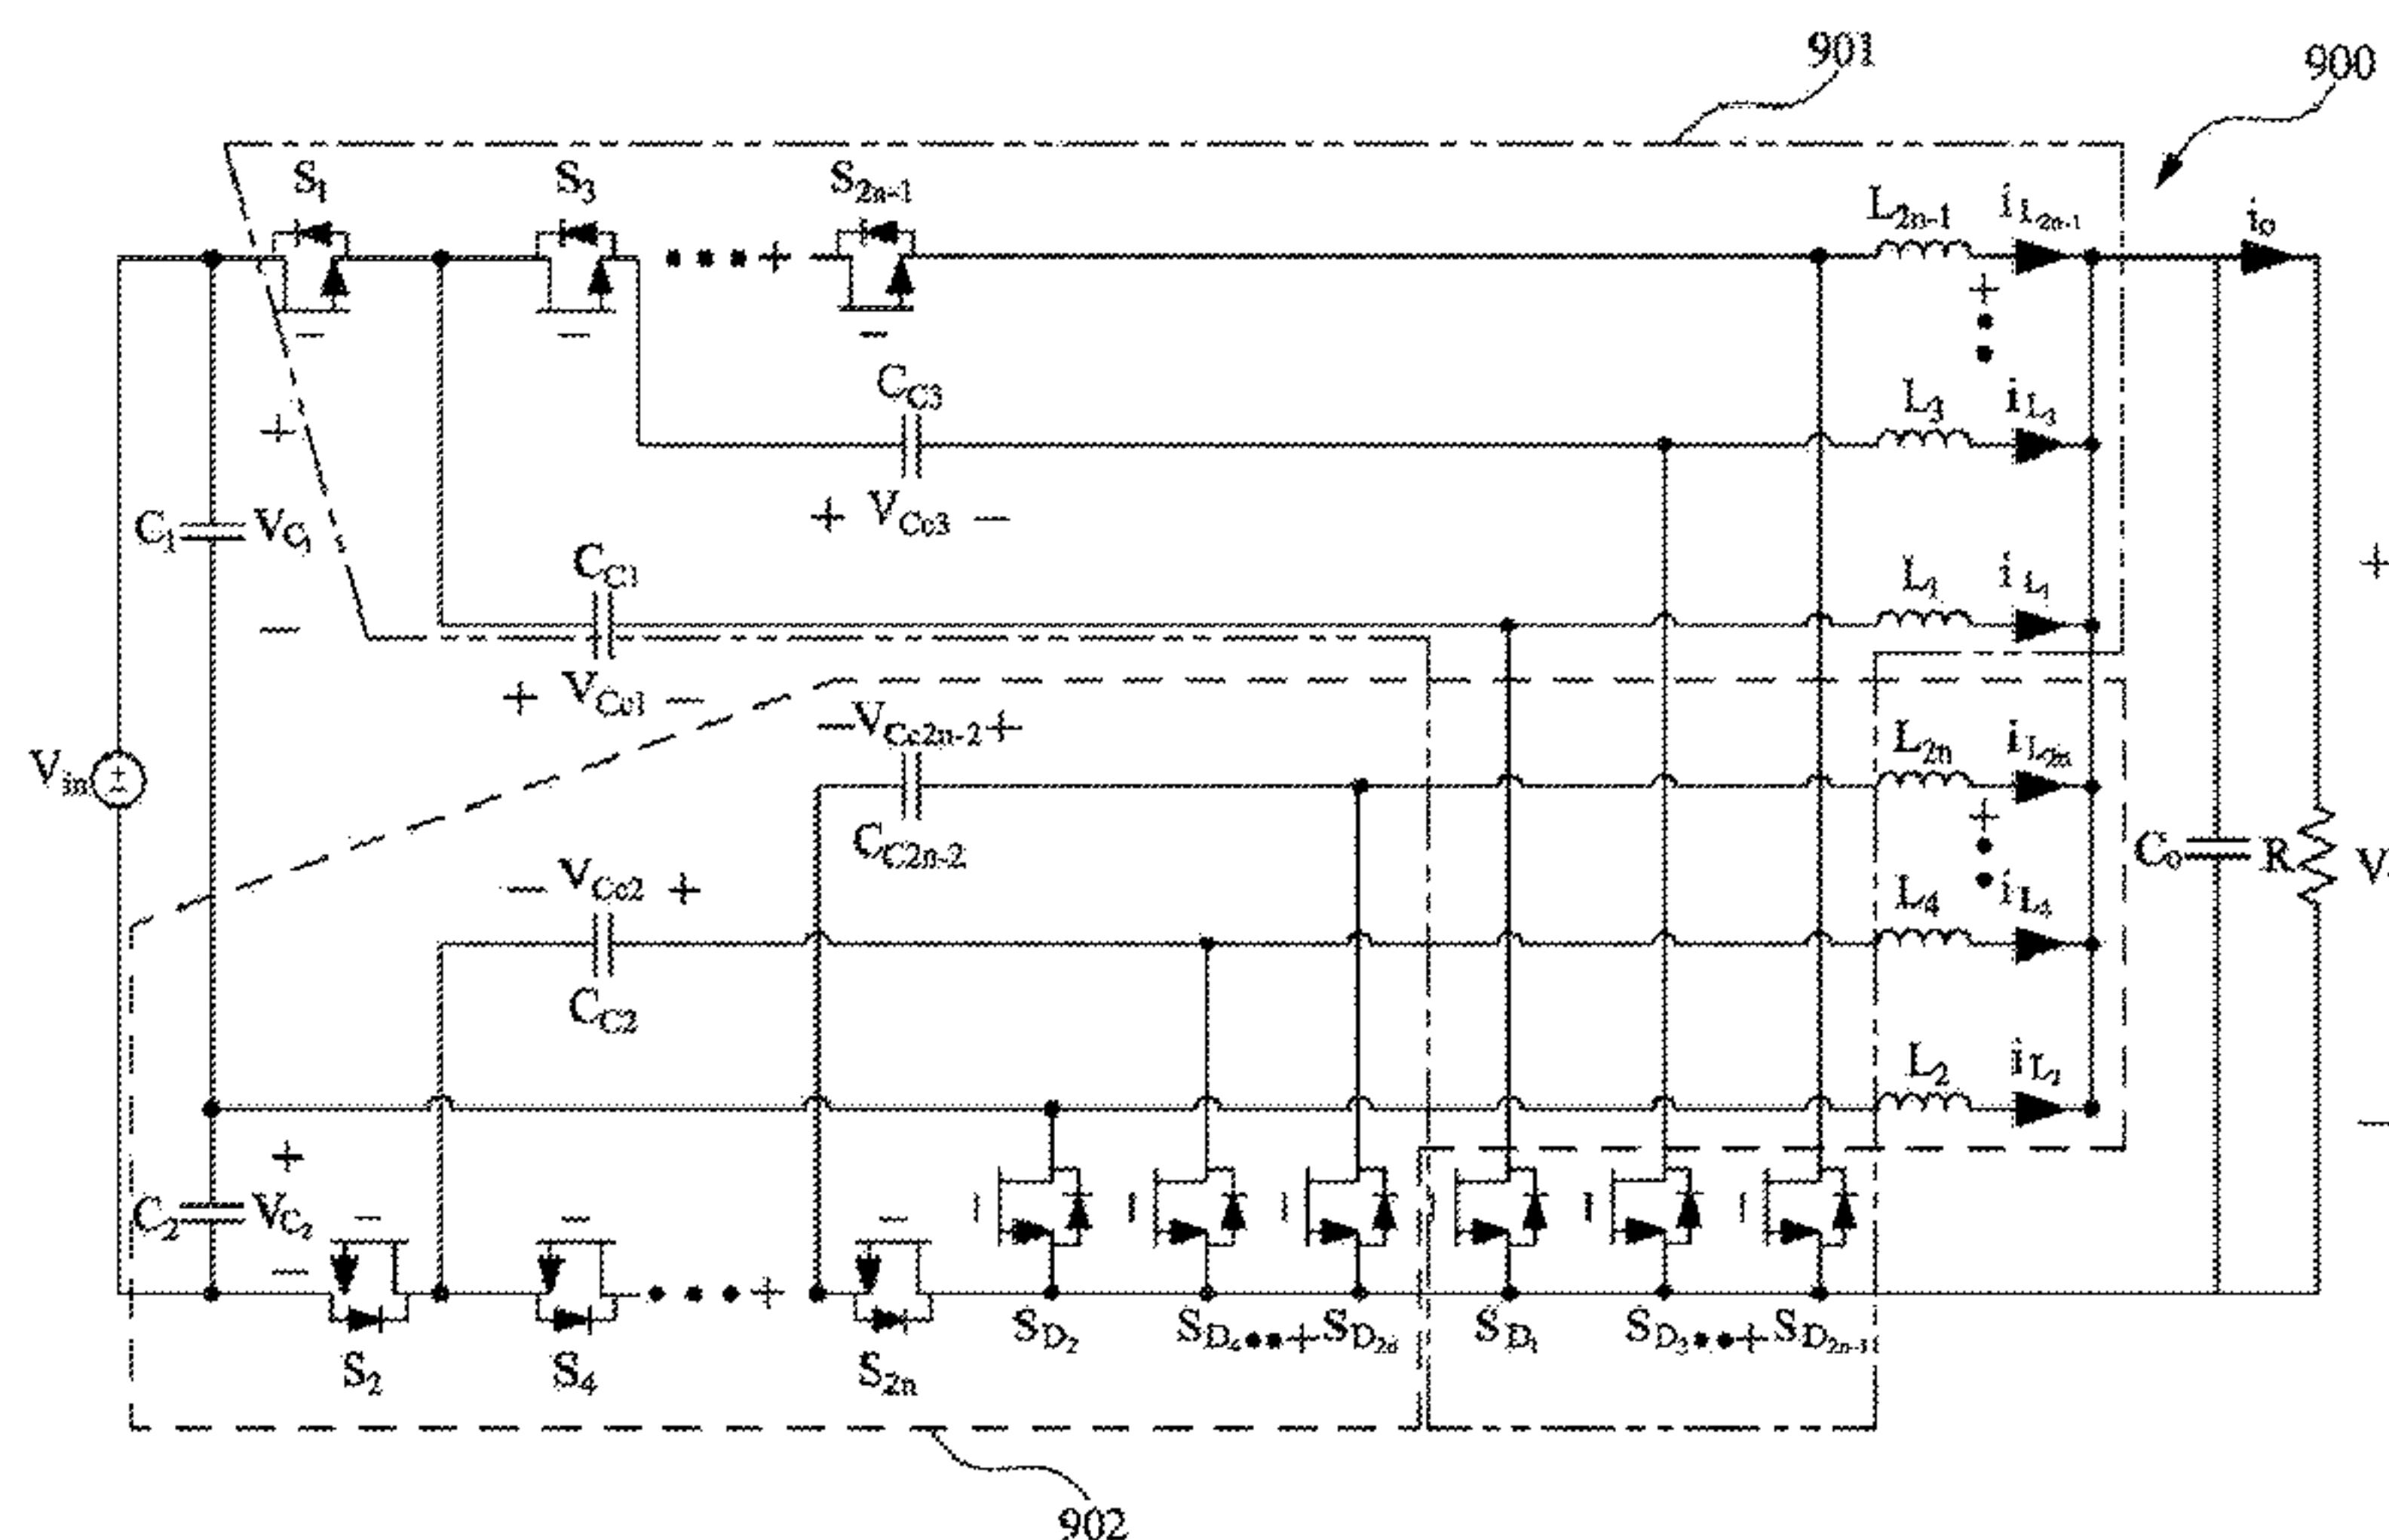 901
900
S1 S3 S2n-1
L2n-1 iL2n-1 io
CC3
L3 iL3
+ VCc3 −
C1 VC1
+
−
CC1
L1 iL1
+ VCc1 −
− VCc2n-2 +
Vin
L2n iL2n
CC2n-2
Co R
− VCc2 +
L4 iL4
CC2
L2 iL2
+
C2 VC2
−
SD2 SD4 SD2n SD1 SD3
S2 S4 S2n
902